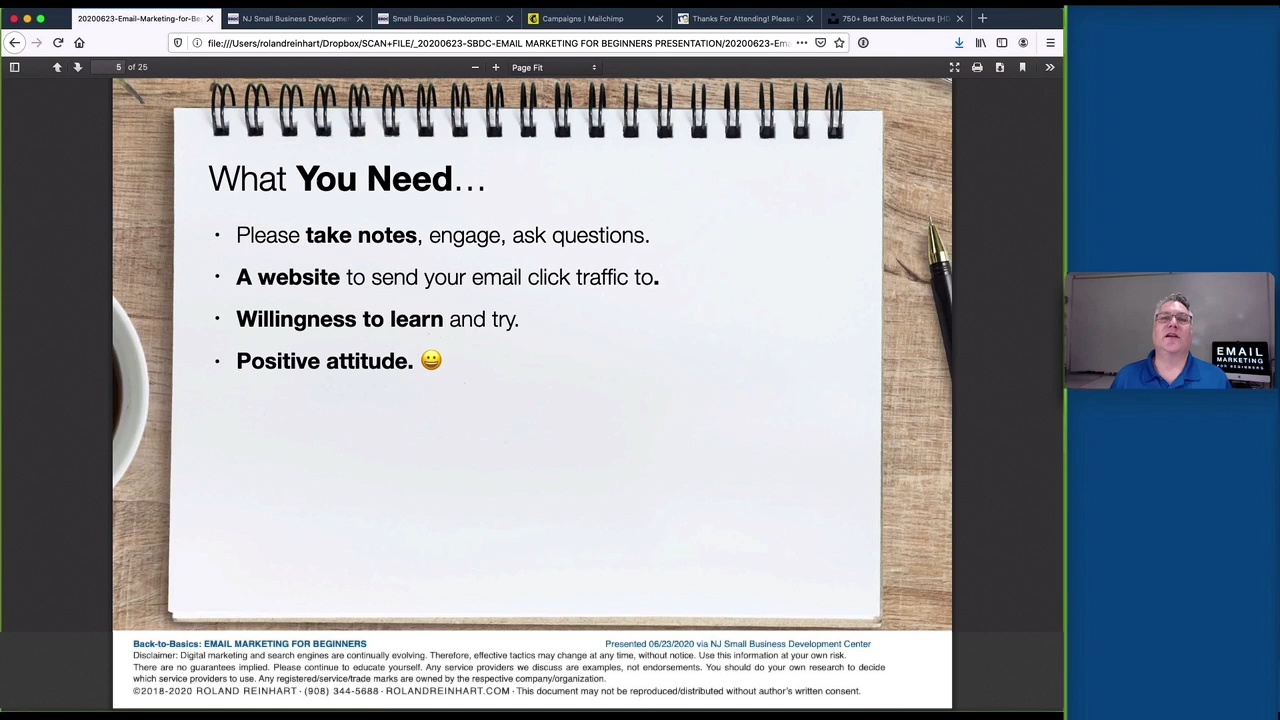 20200623-Email-Marketing-for-Be
NJ Small Business Developmen
Small Business Development C
Campaigns | Mailchimp
Thanks For Attending! Please F
750+ Best Rocket Pictures [HD
file:///Users/rolandreinhart/Dropbox/SCAN+FILE/_20200623-SBDC-EMAIL MARKETING FOR BEGINNERS PRESENTATION/20200623-Ema
5 of 25
Page Fit
What You Need…
• Please take notes, engage, ask questions.
• A website to send your email click traffic to.
• Willingness to learn and try.
• Positive attitude. 😀
EMAIL
MARKETING
FOR BEGINNERS
Back-to-Basics: EMAIL MARKETING FOR BEGINNERS
Presented 06/23/2020 via NJ Small Business Development Center
Disclaimer: Digital marketing and search engines are continually evolving. Therefore, effective tactics may change at any time, without notice. Use this information at your own risk.
There are no guarantees implied. Please continue to educate yourself. Any service providers we discuss are examples, not endorsements. You should do your own research to decide
which service providers to use. Any registered/service/trade marks are owned by the respective company/organization.
©2018-2020 ROLAND REINHART · (908) 344-5688 · ROLANDREINHART.COM · This document may not be reproduced/distributed without author's written consent.